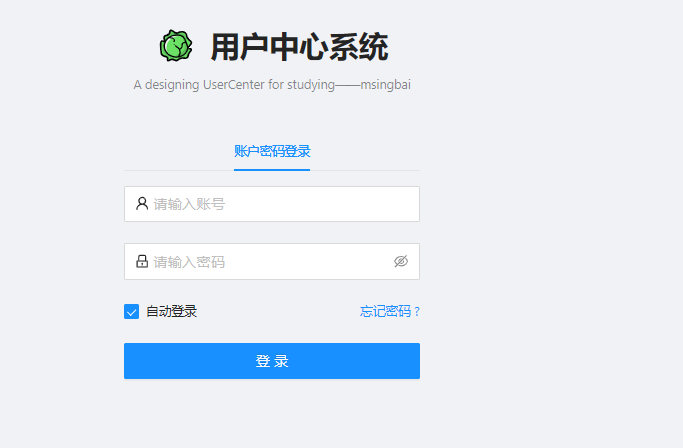 用户中心系统
A designing UserCenter for studying——msingbai
账户密码登录
请输入账号
请输入密码
自动登录 忘记密码 ?
登 录